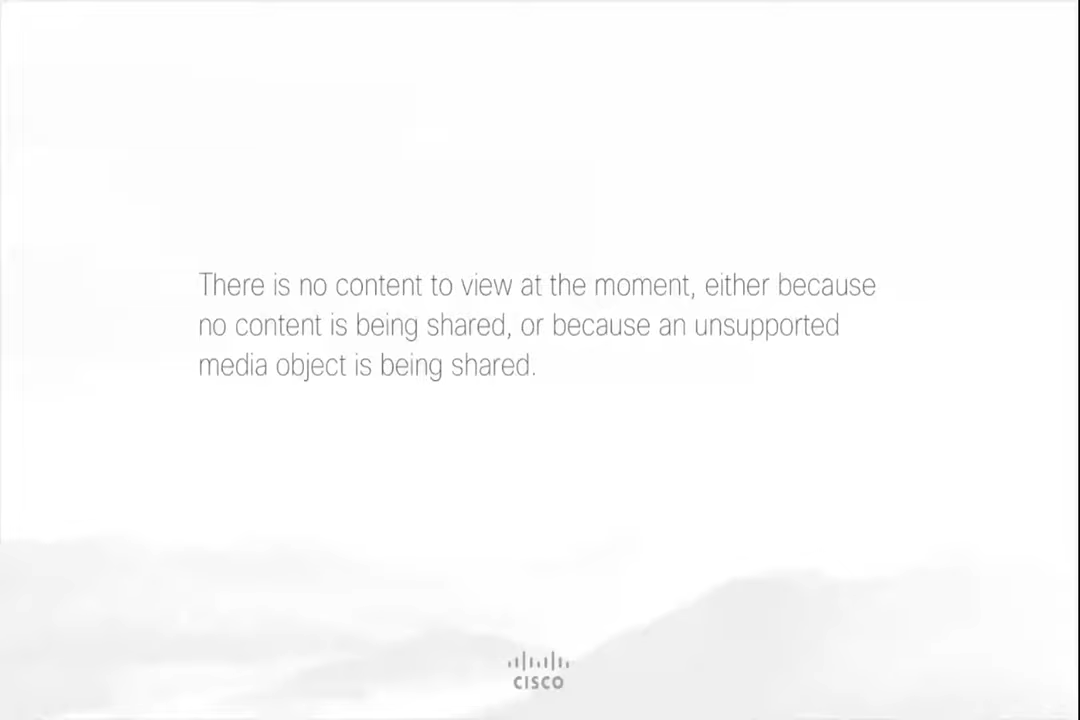 There is no content to view at the moment, either because
no content is being shared, or because an unsupported
media object is being shared.
CISCO